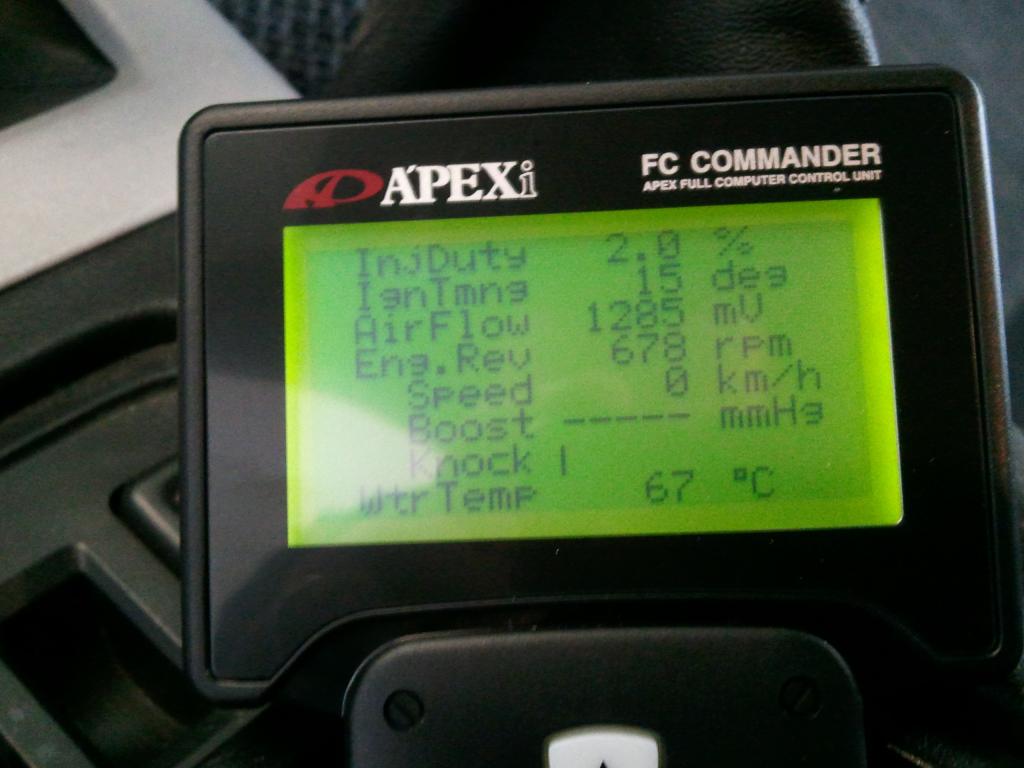 A'PEXi
FC COMMANDER
APEX FULL COMPUTER CONTROL UNIT
InjDuty 2.0 %
IgnTmng 15 deg
AirFlow 1285 mV
Eng.Rev 678 rpm
Speed 0 km/h
Boost ----- mmHg
Knock |
WtrTemp 67 °C